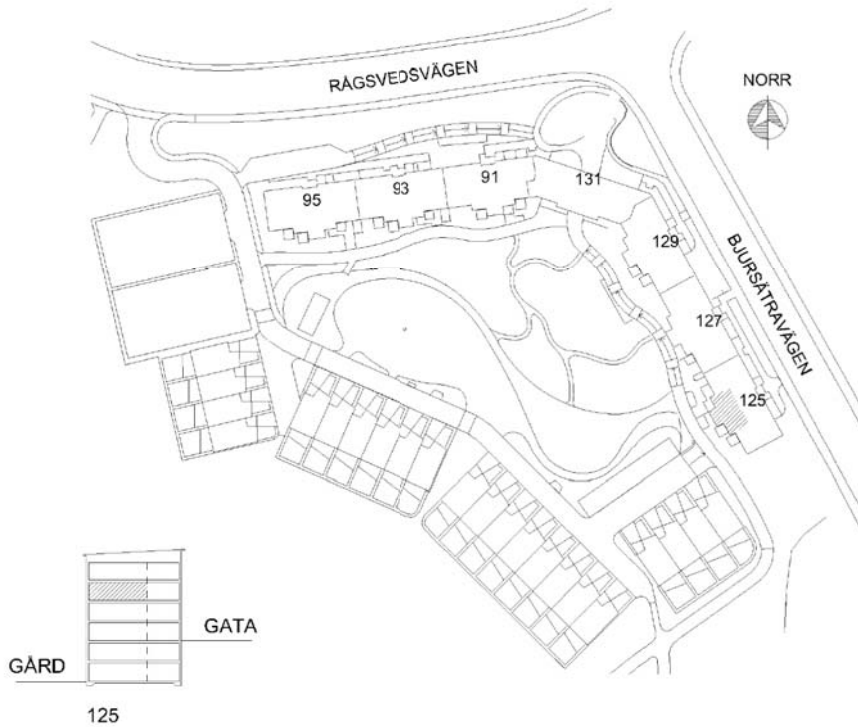 RÅGSVEDSVÄGEN
NORR
95
93
91
131
129
BJURSÄTRAVÄGEN
127
125
GATA
GÅRD
125